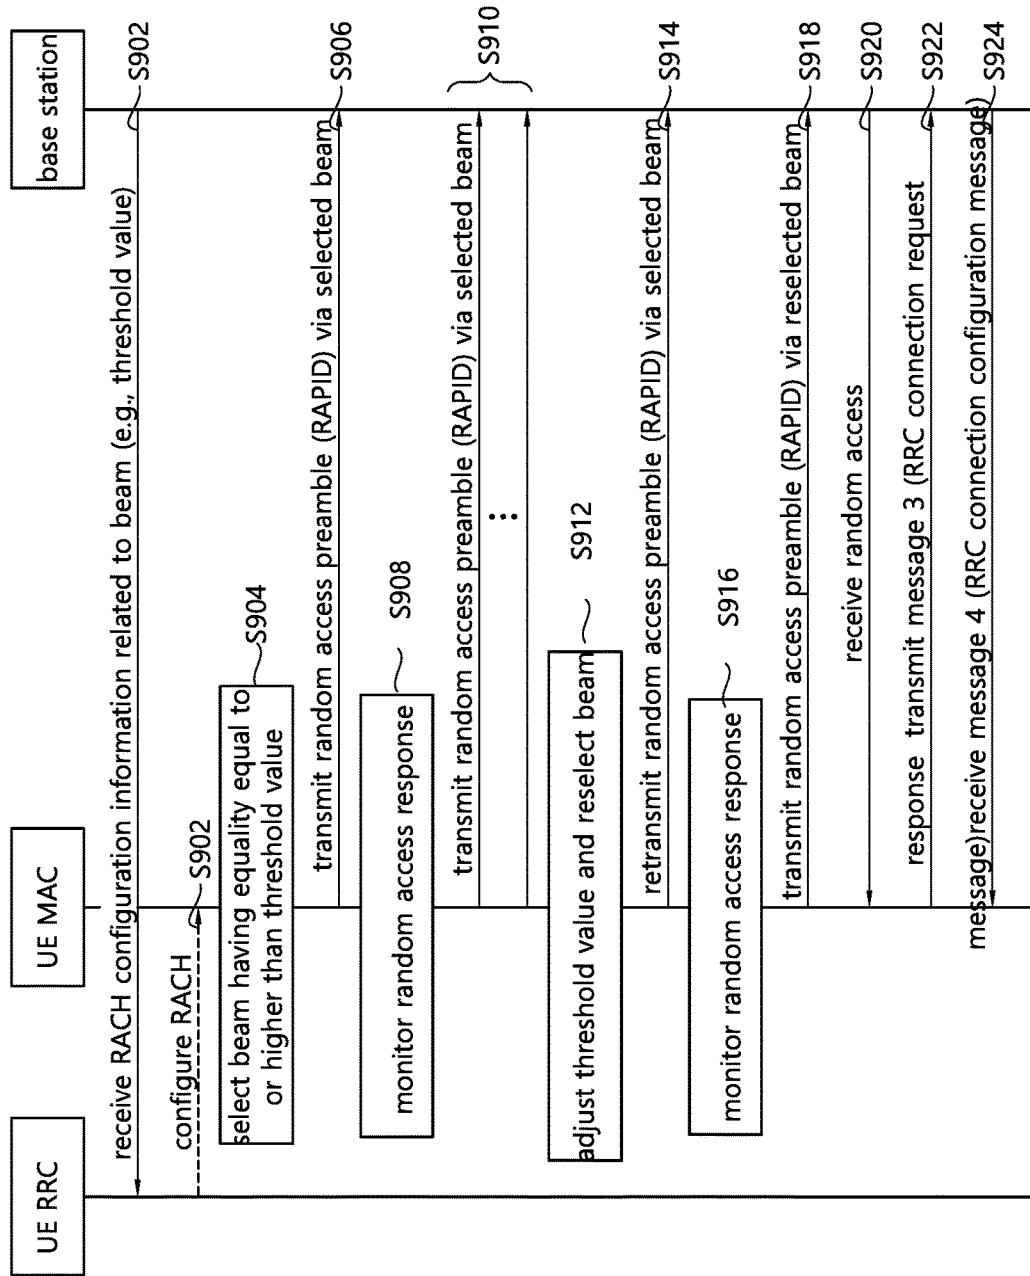 UE RRC
UE MAC
base station
receive RACH configuration information related to beam (e.g., threshold value)
S902
configure RACH
S902
select beam having equality equal to
or higher than threshold value
S904
transmit random access preamble (RAPID) via selected beam
S906
monitor random access response
S908
transmit random access preamble (RAPID) via selected beam
S910
adjust threshold value and reselect beam
S912
retransmit random access preamble (RAPID) via selected beam
S914
monitor random access response
S916
transmit random access preamble (RAPID) via reselected beam
S918
receive random access
S920
response transmit message 3 (RRC connection request
S922
message)receive message 4 (RRC connection configuration message)
S924